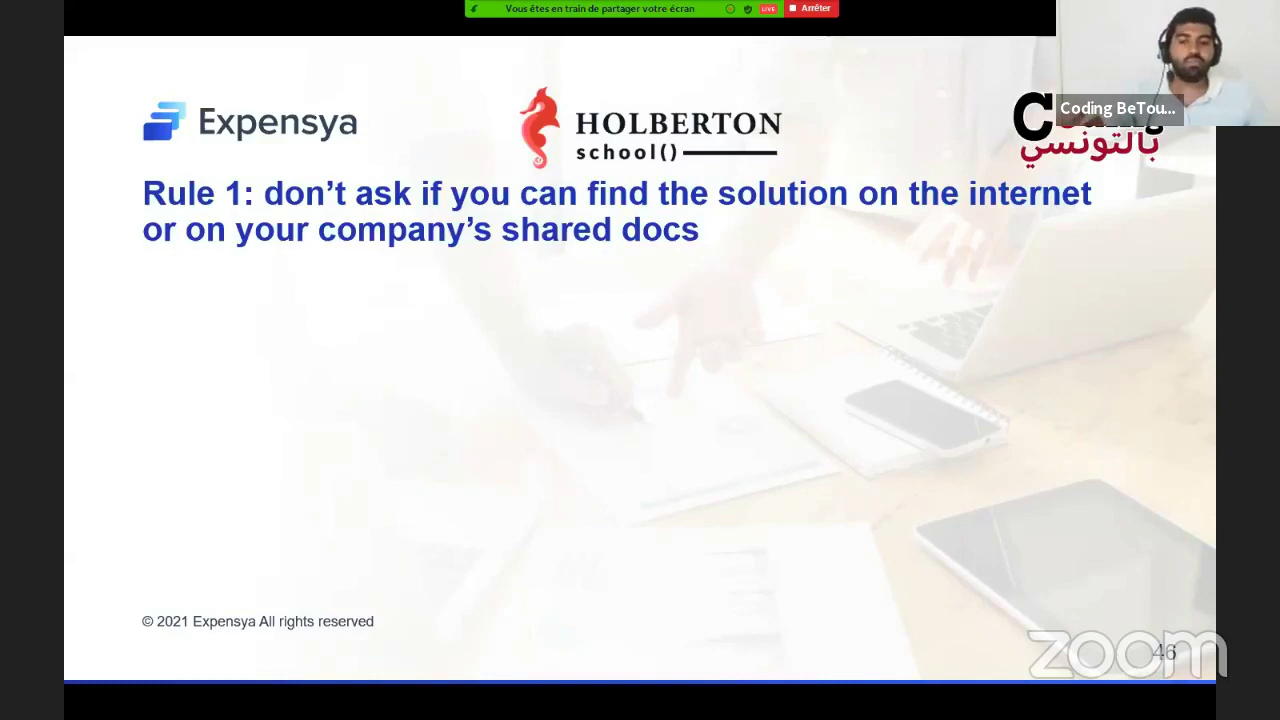 Vous êtes en train de partager votre écran
LIVE
Arrêter
Expensya
HOLBERTON
school()
Coding BeTou...
بالتونسي
Rule 1: don’t ask if you can find the solution on the internet
or on your company’s shared docs
© 2021 Expensya All rights reserved
46
zoom